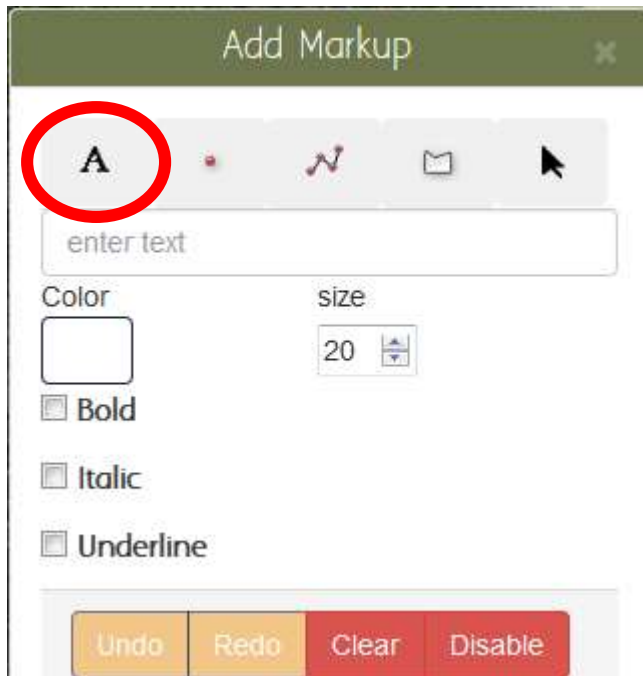 Add Markup ×
A
enter text
Color size
20
Bold
Italic
Underline
Undo Redo Clear Disable